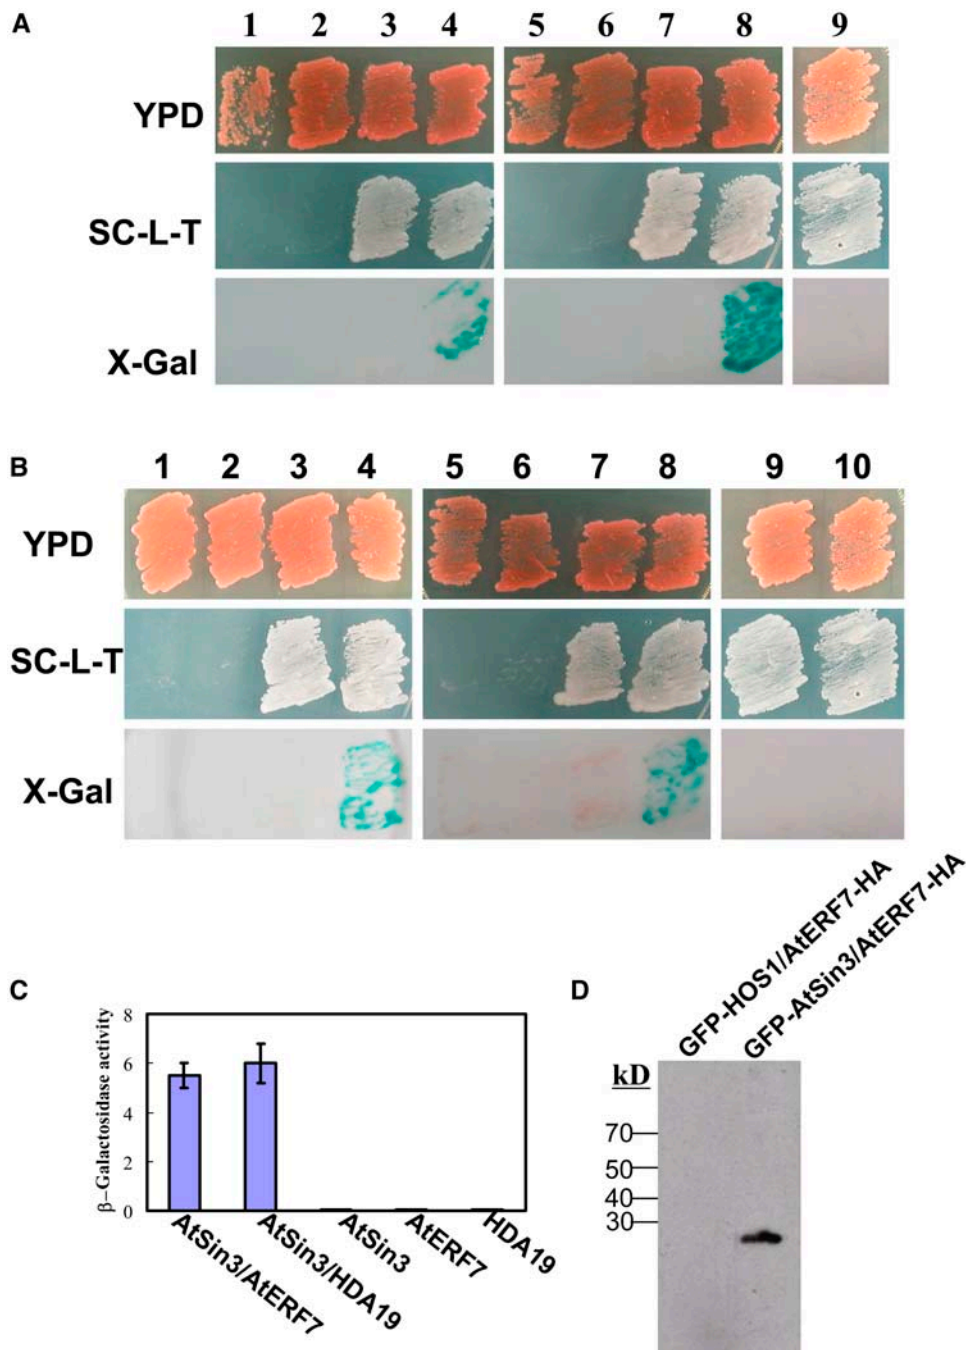 A
1 2 3 4 5 6 7 8 9
YPD
SC-L-T
X-Gal
B
1 2 3 4 5 6 7 8 9 10
YPD
SC-L-T
X-Gal
C
β-Galactosidase activity
8
6
4
2
0
AtSin3/AtERF7
AtSin3/HDA19
AtSin3
AtERF7
HDA19
D
GFP-HOS1/AtERF7-HA
GFP-AtSin3/AtERF7-HA
kD
70
50
40
30